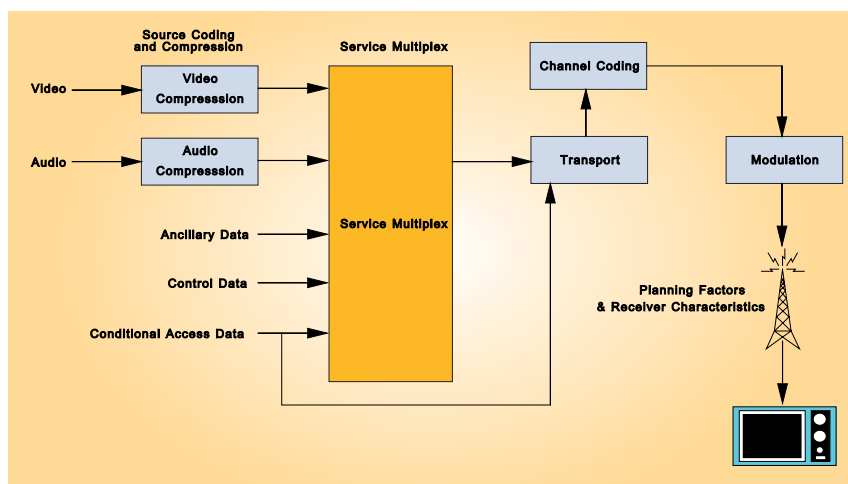 Source Coding
and Compression
Service Multiplex
Video
Video
Compresssion
Channel Coding
Audio
Audio
Compresssion
Transport
Modulation
Service Multiplex
Ancillary Data
Control Data
Planning Factors
& Receiver Characteristics
Conditional Access Data